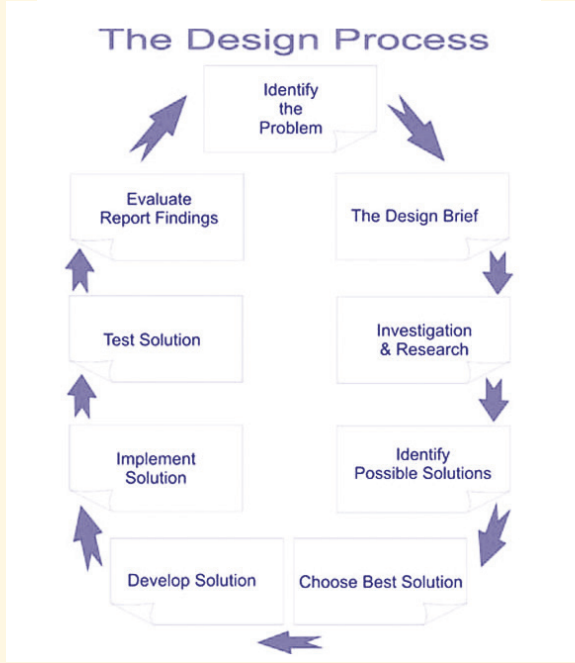 The Design Process
Identify
the
Problem
The Design Brief
Investigation
& Research
Identify
Possible Solutions
Choose Best Solution
Develop Solution
Implement
Solution
Test Solution
Evaluate
Report Findings